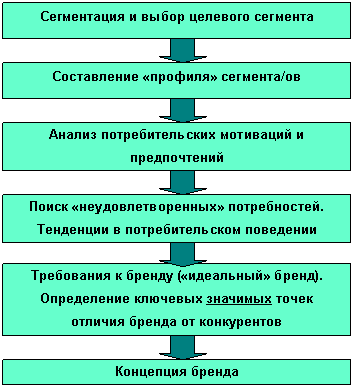 Сегментация и выбор целевого сегмента
Составление «профиля» сегмента/ов
Анализ потребительских мотиваций и
предпочтений
Поиск «неудовлетворенных» потребностей.
Тенденции в потребительском поведении
Требования к бренду («идеальный» бренд).
Определение ключевых значимых точек
отличия бренда от конкурентов
Концепция бренда